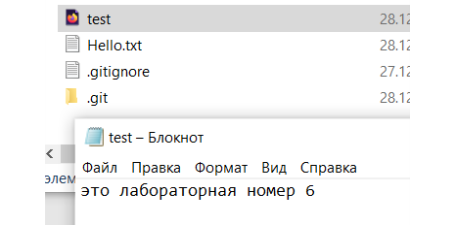 test 28.12
Hello.txt 28.12
.gitignore 27.12
.git 28.12
test – Блокнот
Файл Правка Формат Вид Справка
элем
это лабораторная номер 6